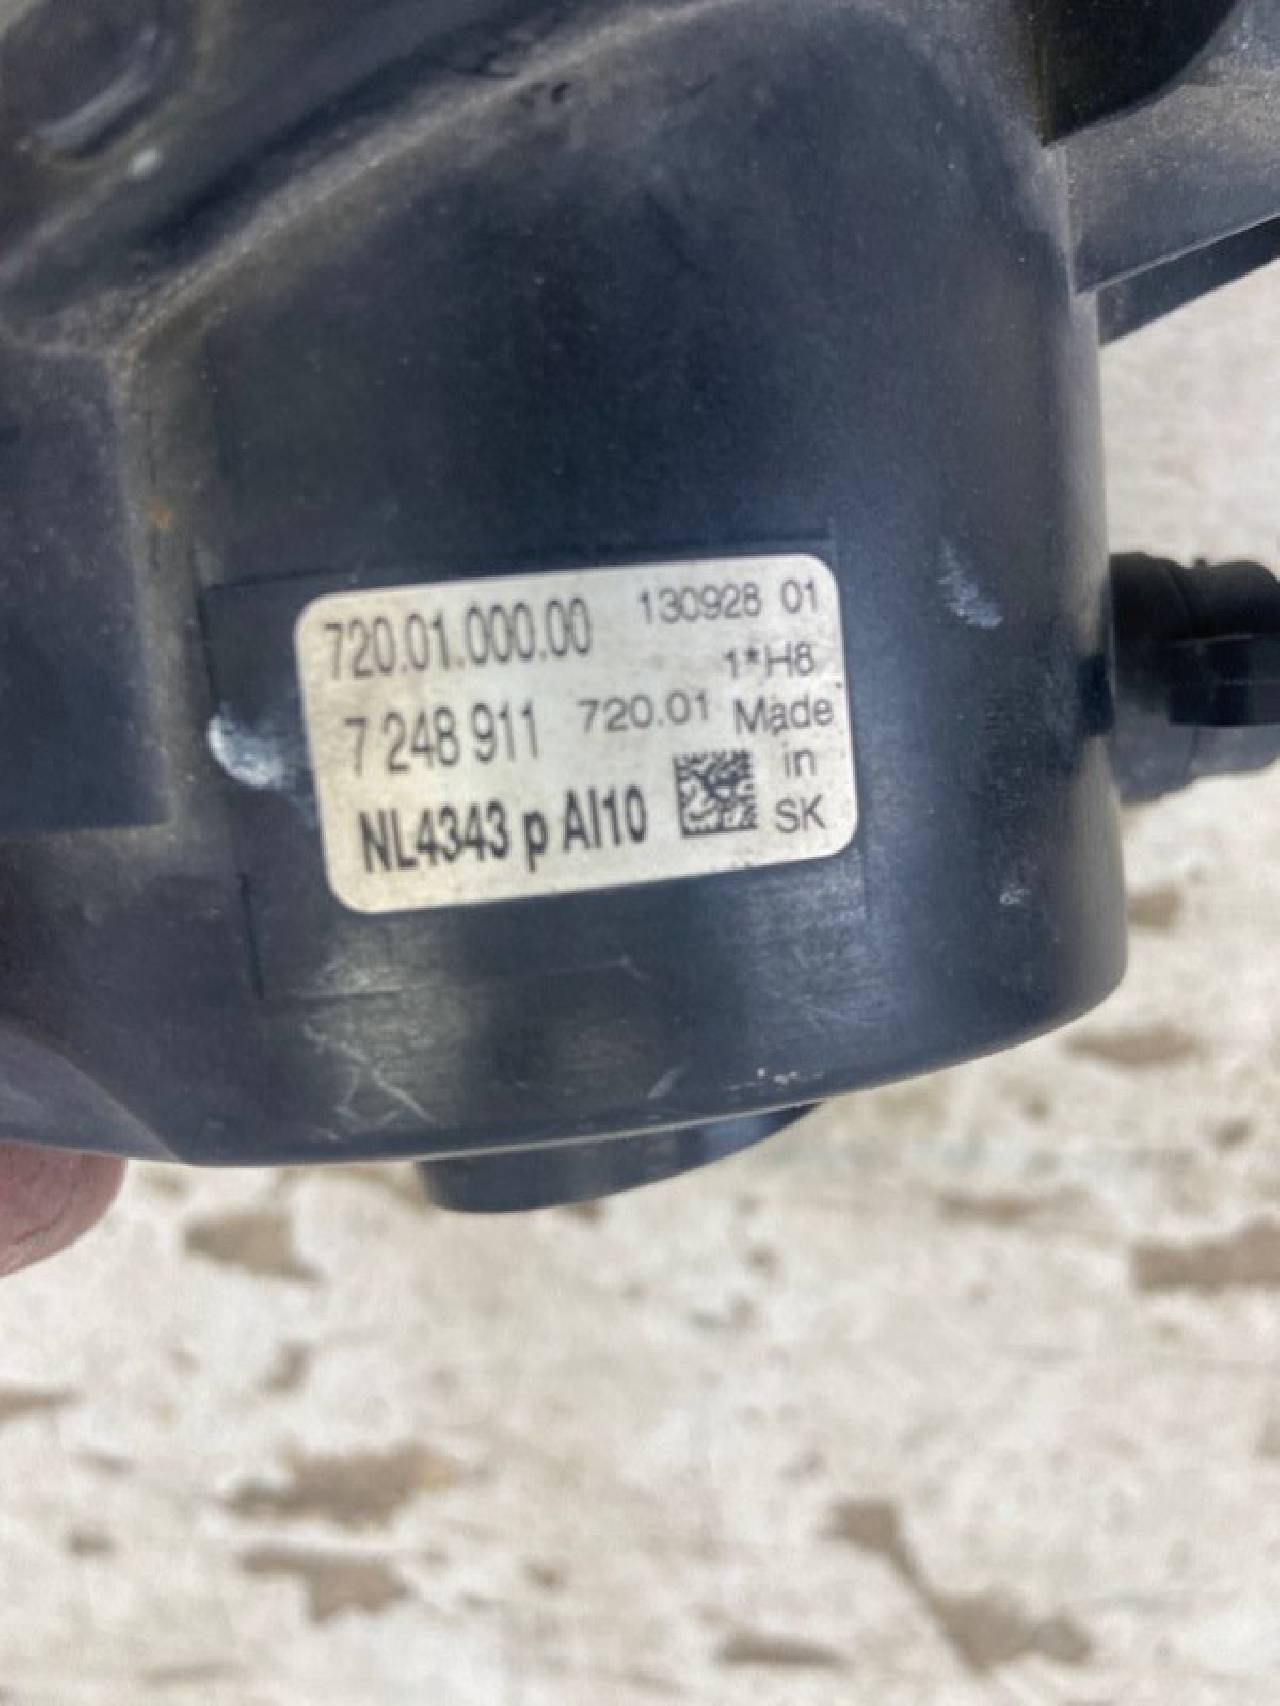 720.01.000.00 130928 01
1*H8
7 248 911 720.01 Made
in
NL4343 p Al10 SK